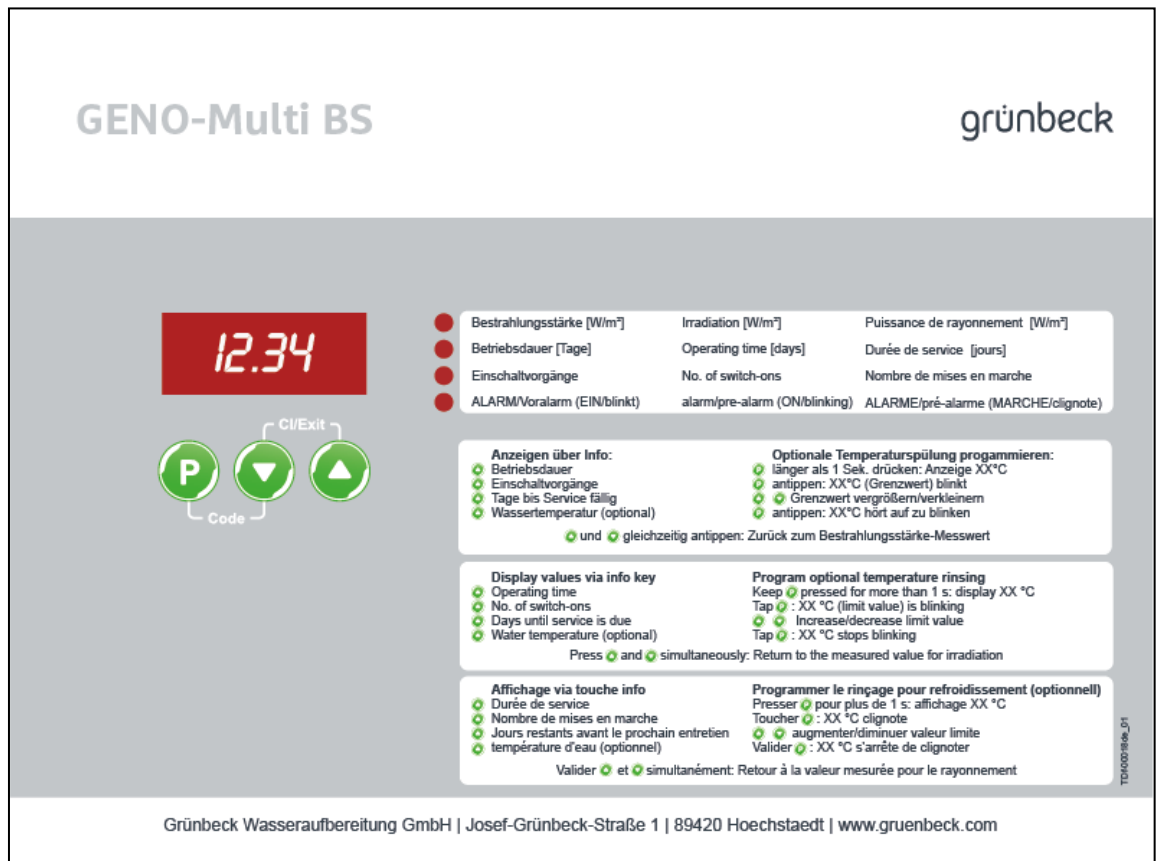 GENO-Multi BS
grünbeck
12.34
CI/Exit
P
Code
Bestrahlungsstärke [W/m²] Irradiation [W/m²] Puissance de rayonnement [W/m²]
Betriebsdauer [Tage] Operating time [days] Durée de service [jours]
Einschaltvorgänge No. of switch-ons Nombre de mises en marche
ALARM/Voralarm (EIN/blinkt) alarm/pre-alarm (ON/blinking) ALARME/pré-alarme (MARCHE/clignote)
Anzeigen über Info:
Betriebsdauer
Einschaltvorgänge
Tage bis Service fällig
Wassertemperatur (optional)
Optionale Temperaturspülung progammieren:
länger als 1 Sek. drücken: Anzeige XX°C
antippen: XX°C (Grenzwert) blinkt
Grenzwert vergrößern/verkleinern
antippen: XX°C hört auf zu blinken
und gleichzeitig antippen: Zurück zum Bestrahlungsstärke-Messwert
Display values via info key
Operating time
No. of switch-ons
Days until service is due
Water temperature (optional)
Program optional temperature rinsing
Keep pressed for more than 1 s: display XX °C
Tap : XX °C (limit value) is blinking
Increase/decrease limit value
Tap : XX °C stops blinking
Press and simultaneously: Return to the measured value for irradiation
Affichage via touche info
Durée de service
Nombre de mises en marche
Jours restants avant le prochain entretien
température d'eau (optionnel)
Programmer le rinçage pour refroidissement (optionnell)
Presser pour plus de 1 s: affichage XX °C
Toucher : XX °C clignote
augmenter/diminuer valeur limite
Valider : XX °C s'arrête de clignoter
Valider et simultanément: Retour à la valeur mesurée pour le rayonnement
Grünbeck Wasseraufbereitung GmbH | Josef-Grünbeck-Straße 1 | 89420 Hoechstaedt | www.gruenbeck.com